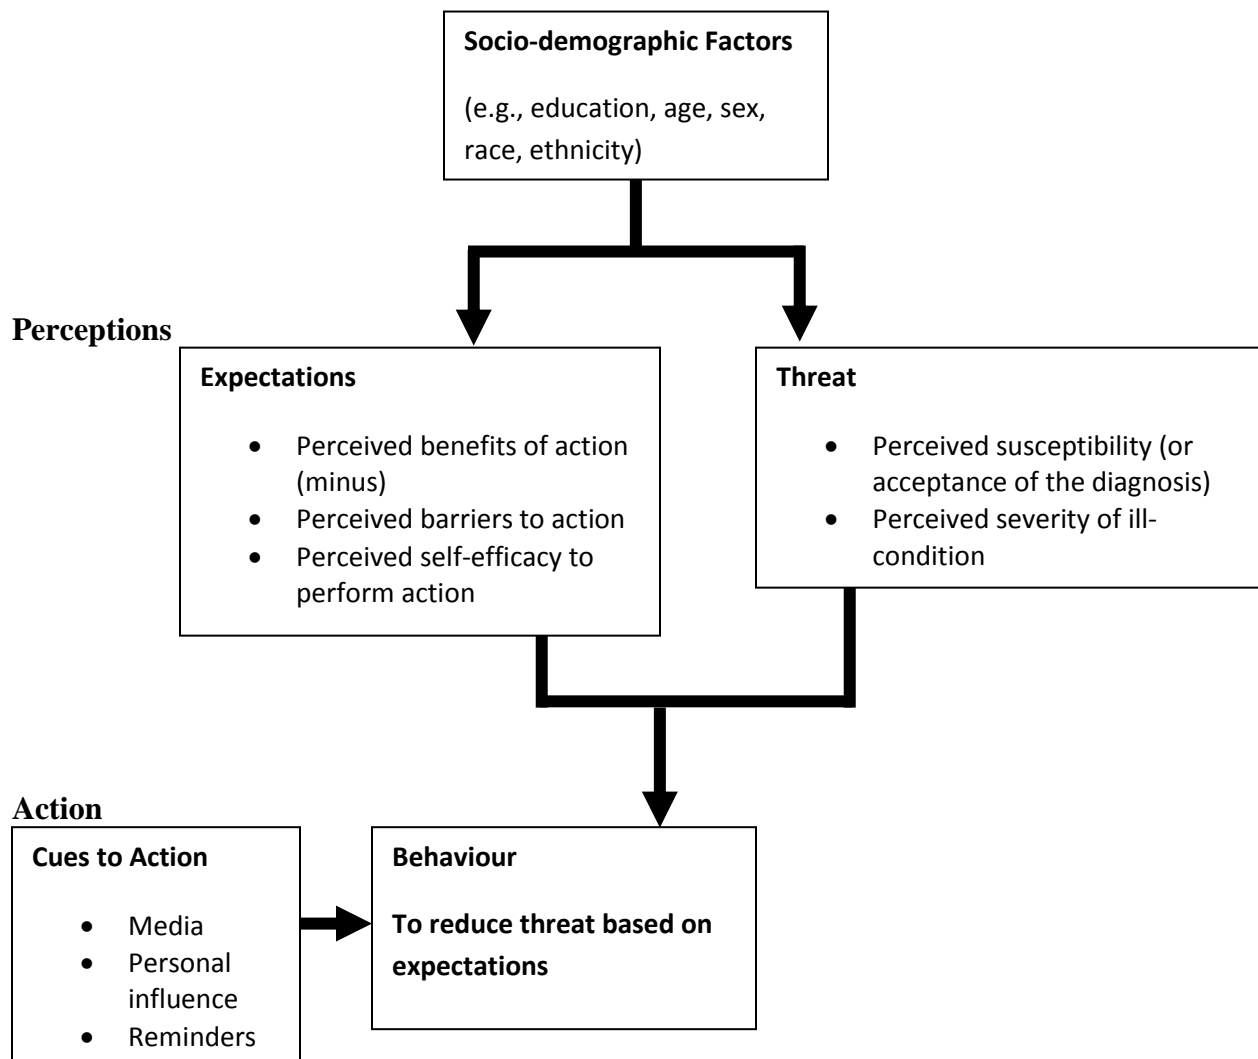 Socio-demographic Factors
(e.g., education, age, sex,
race, ethnicity)
Perceptions
Expectations
• Perceived benefits of action
(minus)
• Perceived barriers to action
• Perceived self-efficacy to
perform action
Threat
• Perceived susceptibility (or
acceptance of the diagnosis)
• Perceived severity of ill-
condition
Action
Cues to Action
• Media
• Personal
influence
• Reminders
Behaviour
To reduce threat based on
expectations